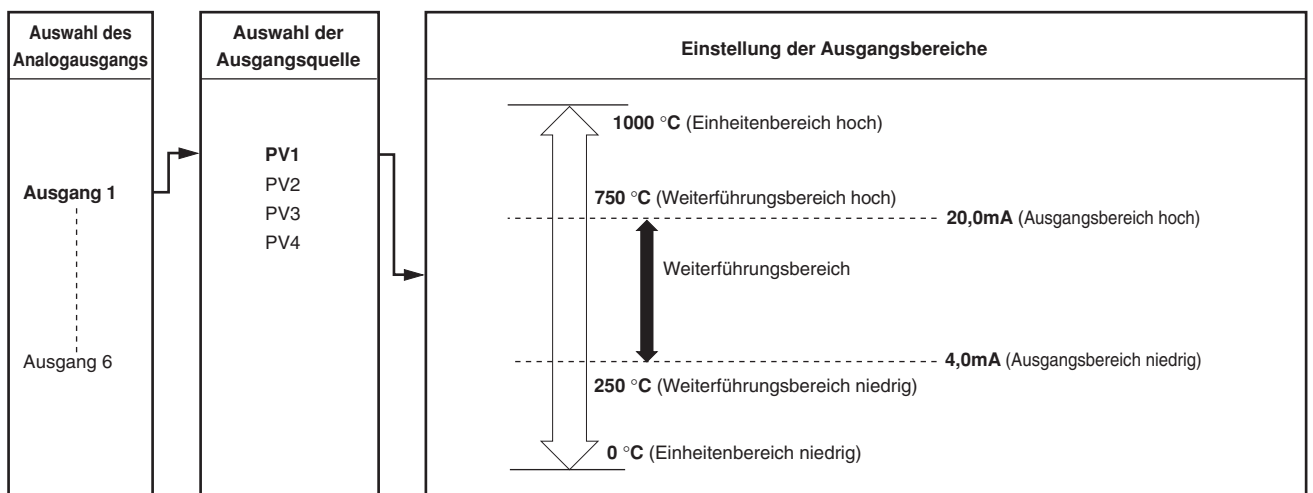 Auswahl des
Analogausgangs
Ausgang 1
Ausgang 6
Auswahl der
Ausgangsquelle
PV1
PV2
PV3
PV4
Einstellung der Ausgangsbereiche
1000 °C (Einheitenbereich hoch)
750 °C (Weiterführungsbereich hoch)
20,0mA (Ausgangsbereich hoch)
Weiterführungsbereich
4,0mA (Ausgangsbereich niedrig)
250 °C (Weiterführungsbereich niedrig)
0 °C (Einheitenbereich niedrig)